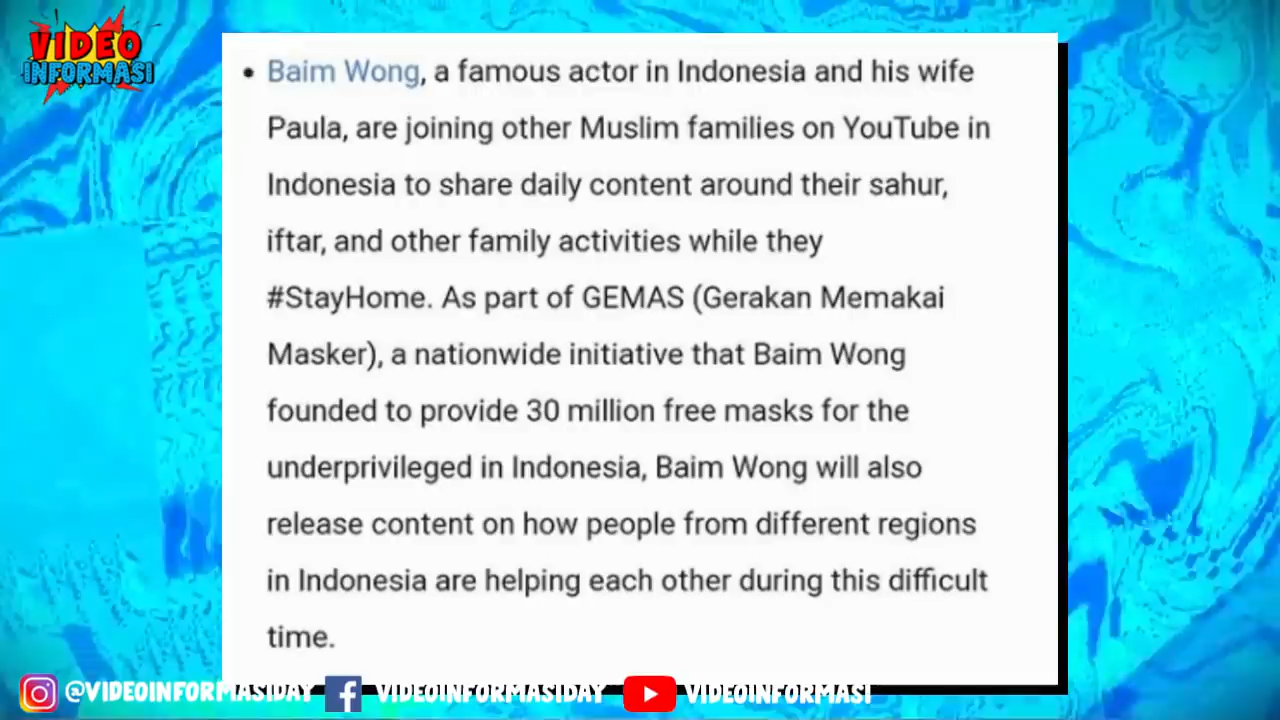 VIDEO
INFORMASI
• Baim Wong, a famous actor in Indonesia and his wife
Paula, are joining other Muslim families on YouTube in
Indonesia to share daily content around their sahur,
iftar, and other family activities while they
#StayHome. As part of GEMAS (Gerakan Memakai
Masker), a nationwide initiative that Baim Wong
founded to provide 30 million free masks for the
underprivileged in Indonesia, Baim Wong will also
release content on how people from different regions
in Indonesia are helping each other during this difficult
time.
@VIDEOINFORMASIDAY VIDEOINFORMASIDAY VIDEOINFORMASI